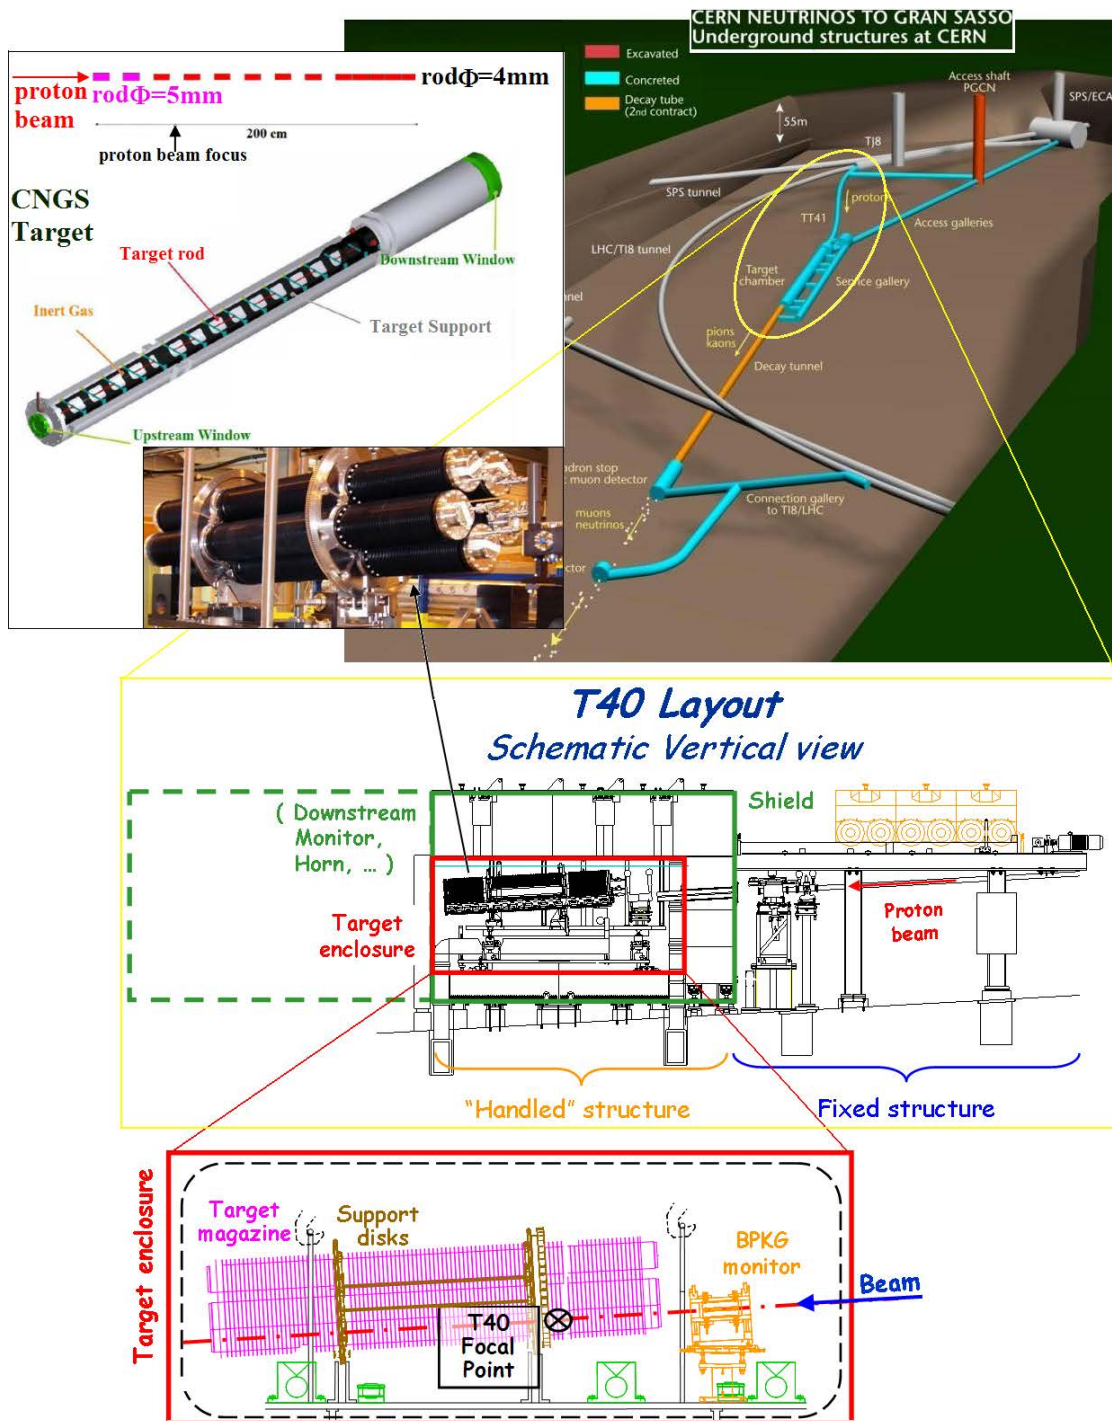 CERN NEUTRINOS TO GRAN SASSO
Underground structures at CERN
Excavated
Concreted
Decay tube
(2nd contract)
Access shaft
PGCN
SPS/ECA
55m
TJ8
SPS tunnel
protons
TT41
Access galleries
LHC/TI8 tunnel
Target
chamber
Service gallery
nnel
pions
kaons
Decay tunnel
adron stop
t muon detector
Connection gallery
to TI8/LHC
muons
neutrinos
ctor
proton
beam
rodΦ=5mm
rodΦ=4mm
200 cm
proton beam focus
CNGS
Target
Target rod
Downstream Window
Inert Gas
Target Support
Upstream Window
T40 Layout
Schematic Vertical view
( Downstream
Monitor,
Horn, ... )
Shield
Target
enclosure
Proton
beam
"Handled" structure
Fixed structure
Target enclosure
Target
magazine
Support
disks
BPKG
monitor
Beam
T40
Focal
Point